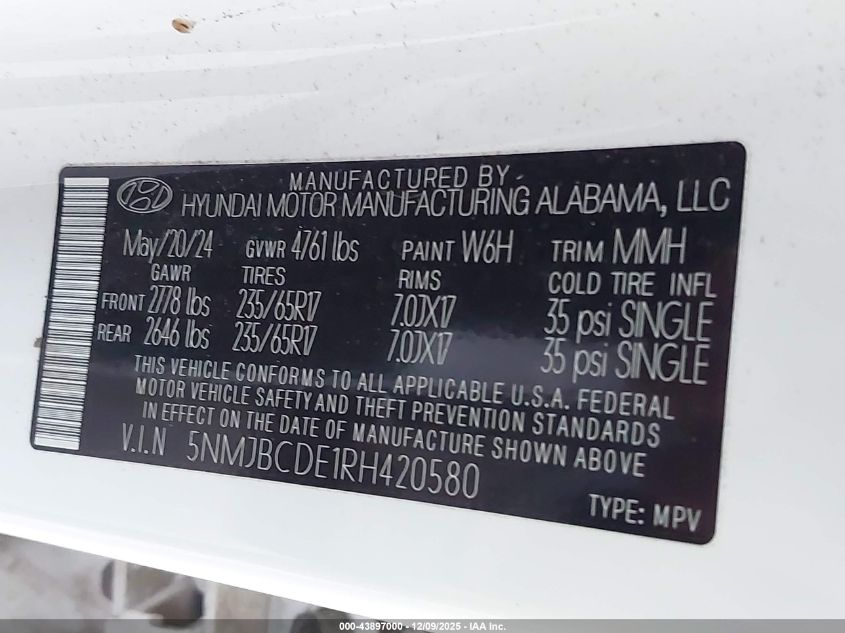 MANUFACTURED BY
HYUNDAI MOTOR MANUFACTURING ALABAMA, LLC
May/20/24 GVWR 4761 lbs PAINT W6H TRIM MMH
GAWR TIRES RIMS COLD TIRE INFL
FRONT 2778 lbs 235/65R17 7.0JX17 35 psi SINGLE
REAR 2646 lbs 235/65R17 7.0JX17 35 psi SINGLE
THIS VEHICLE CONFORMS TO ALL APPLICABLE U.S.A. FEDERAL
MOTOR VEHICLE SAFETY AND THEFT PREVENTION STANDARDS
IN EFFECT ON THE DATE OF MANUFACTURE SHOWN ABOVE
V.I.N 5NMJBCDE1RH420580
TYPE: MPV
000-43897000 - 12/09/2025 - IAA Inc.